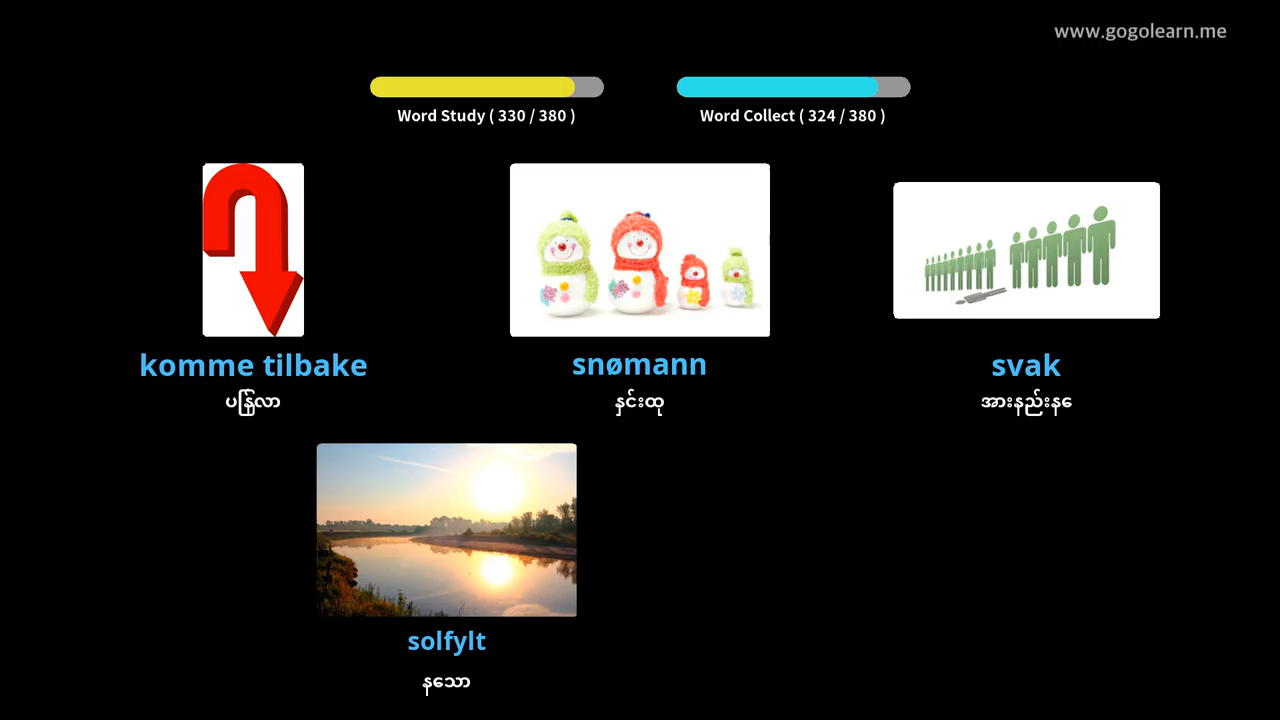 www.gogolearn.me
Word Study ( 330 / 380 )
Word Collect ( 324 / 380 )
komme tilbake
snømann
svak
ပြန်လာ
နှင်းထု
အားနည်းနေ
solfylt
နေသော